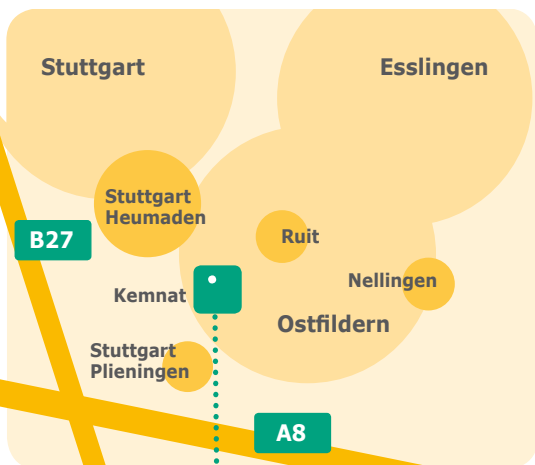 Stuttgart
Esslingen
Stuttgart
Heumaden
B27
Ruit
Nellingen
Kemnat
Ostfildern
Stuttgart
Plieningen
A8